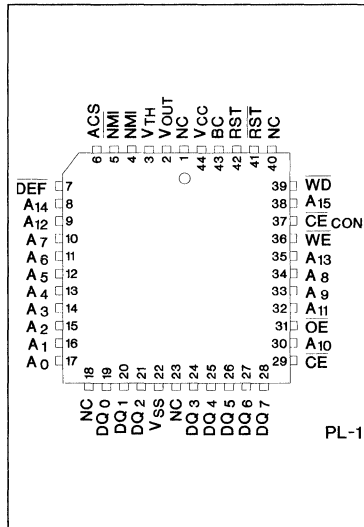 ACS NMI NMI VTH VOUT NC VCC BC RST RST NC
6 5 4 3 2 1 44 43 42 41 40
DEF 7
A14 8
A12 9
A7 10
A6 11
A5 12
A4 13
A3 14
A2 15
A1 16
A0 17
39 WD
38 A15
37 CE CON
36 WE
35 A13
34 A8
33 A9
32 A11
31 OE
30 A10
29 CE
18 19 20 21 22 23 24 25 26 27 28
NC DQ0 DQ1 DQ2 VSS NC DQ3 DQ4 DQ5 DQ6 DQ7
PL-1